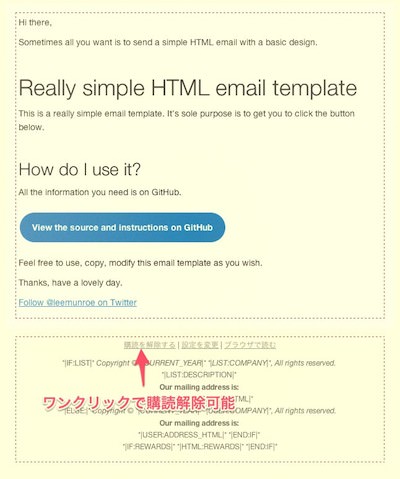 Hi there,
Sometimes all you want is to send a simple HTML email with a basic design.
Really simple HTML email template
This is a really simple email template. It's sole purpose is to get you to click the button
below.
How do I use it?
All the information you need is on GitHub.
View the source and instructions on GitHub
Feel free to use, copy, modify this email template as you wish.
Thanks, have a lovely day.
Follow @leemunroe on Twitter
購読を解除する | 設定を変更 | ブラウザで読む
*|IF:LIST|* Copyright © *|CURRENT_YEAR|* *|LIST:COMPANY|*, All rights reserved.
*|LIST:DESCRIPTION|*
Our mailing address is:
HTML|*
ワンクリックで購読解除可能
*|ELSE:|* Copyright © COMPANY|*, All rights reserved.
Our mailing address is:
*|USER:ADDRESS_HTML|* *|END:IF|*
*|IF:REWARDS|* *|HTML:REWARDS|* *|END:IF|*